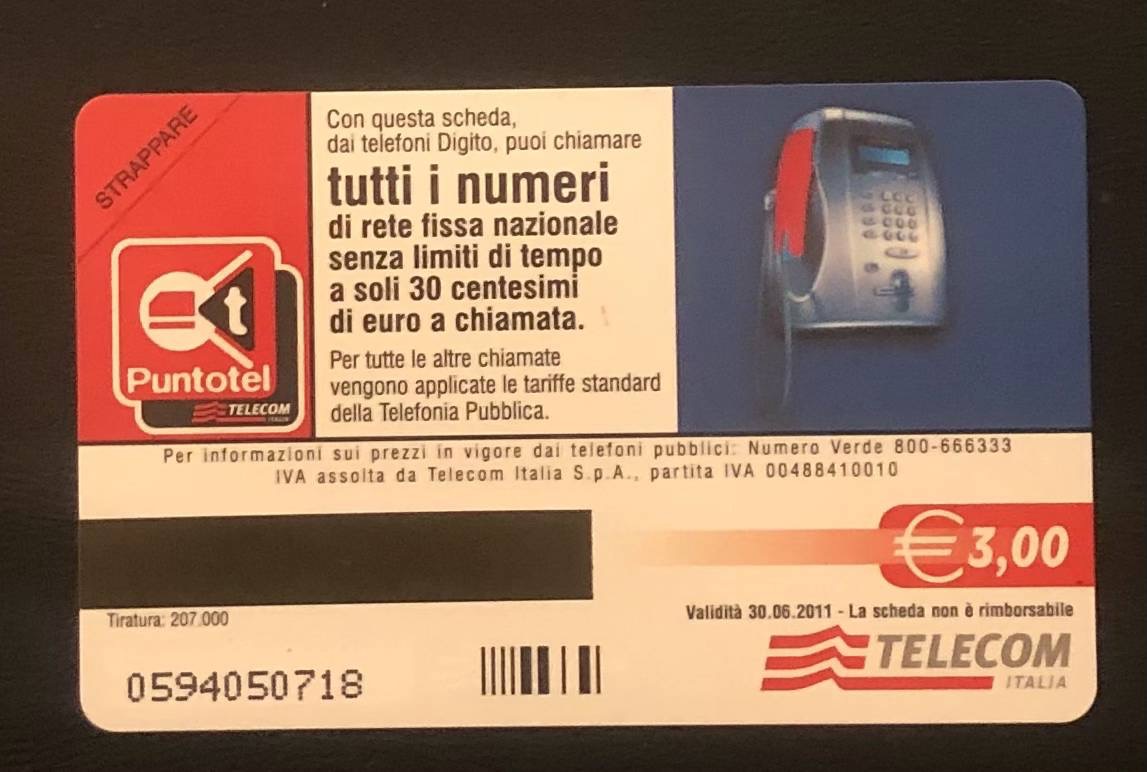 STRAPPARE
Con questa scheda,
dai telefoni Digito, puoi chiamare
tutti i numeri
di rete fissa nazionale
senza limiti di tempo
a soli 30 centesimi
di euro a chiamata.
Per tutte le altre chiamate
vengono applicate le tariffe standard
della Telefonia Pubblica.
t
Puntotel
TELECOM
ITALIA
Per informazioni sui prezzi in vigore dai telefoni pubblici: Numero Verde 800-666333
IVA assolta da Telecom Italia S.p.A., partita IVA 00488410010
€3,00
Tiratura: 207.000
Validità 30.06.2011 - La scheda non è rimborsabile
TELECOM
ITALIA
0594050718